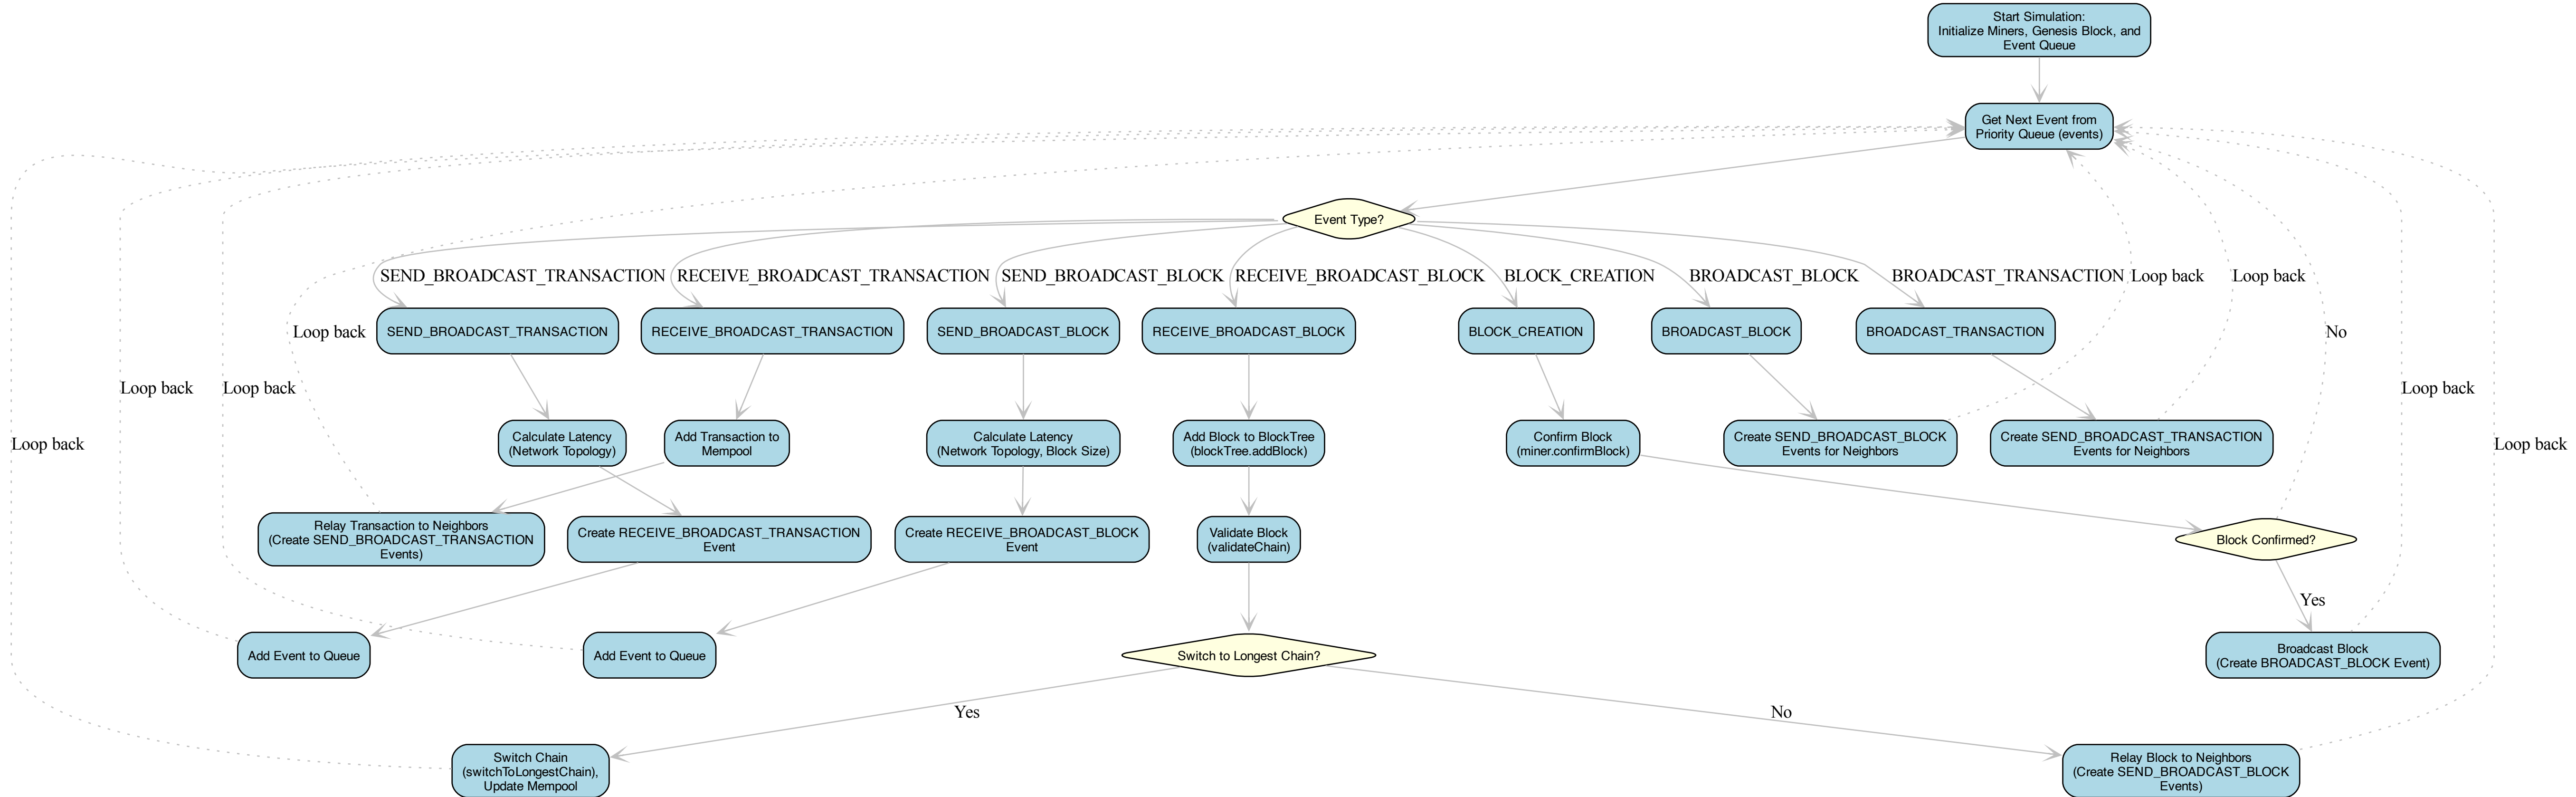 Start Simulation:
Initialize Miners, Genesis Block, and
Event Queue
Get Next Event from
Priority Queue (events)
Event Type?
SEND_BROADCAST_TRANSACTION
RECEIVE_BROADCAST_TRANSACTION
SEND_BROADCAST_BLOCK
RECEIVE_BROADCAST_BLOCK
BLOCK_CREATION
BROADCAST_BLOCK
BROADCAST_TRANSACTION
Loop back
Loop back
Loop back
SEND_BROADCAST_TRANSACTION
RECEIVE_BROADCAST_TRANSACTION
SEND_BROADCAST_BLOCK
RECEIVE_BROADCAST_BLOCK
BLOCK_CREATION
BROADCAST_BLOCK
BROADCAST_TRANSACTION
No
Loop back
Loop back
Loop back
Loop back
Calculate Latency
(Network Topology)
Add Transaction to
Mempool
Calculate Latency
(Network Topology, Block Size)
Add Block to BlockTree
(blockTree.addBlock)
Confirm Block
(miner.confirmBlock)
Create SEND_BROADCAST_BLOCK
Events for Neighbors
Create SEND_BROADCAST_TRANSACTION
Events for Neighbors
Loop back
Relay Transaction to Neighbors
(Create SEND_BROADCAST_TRANSACTION
Events)
Create RECEIVE_BROADCAST_TRANSACTION
Event
Create RECEIVE_BROADCAST_BLOCK
Event
Validate Block
(validateChain)
Block Confirmed?
Yes
Add Event to Queue
Add Event to Queue
Switch to Longest Chain?
Broadcast Block
(Create BROADCAST_BLOCK Event)
Yes
No
Switch Chain
(switchToLongestChain),
Update Mempool
Relay Block to Neighbors
(Create SEND_BROADCAST_BLOCK
Events)